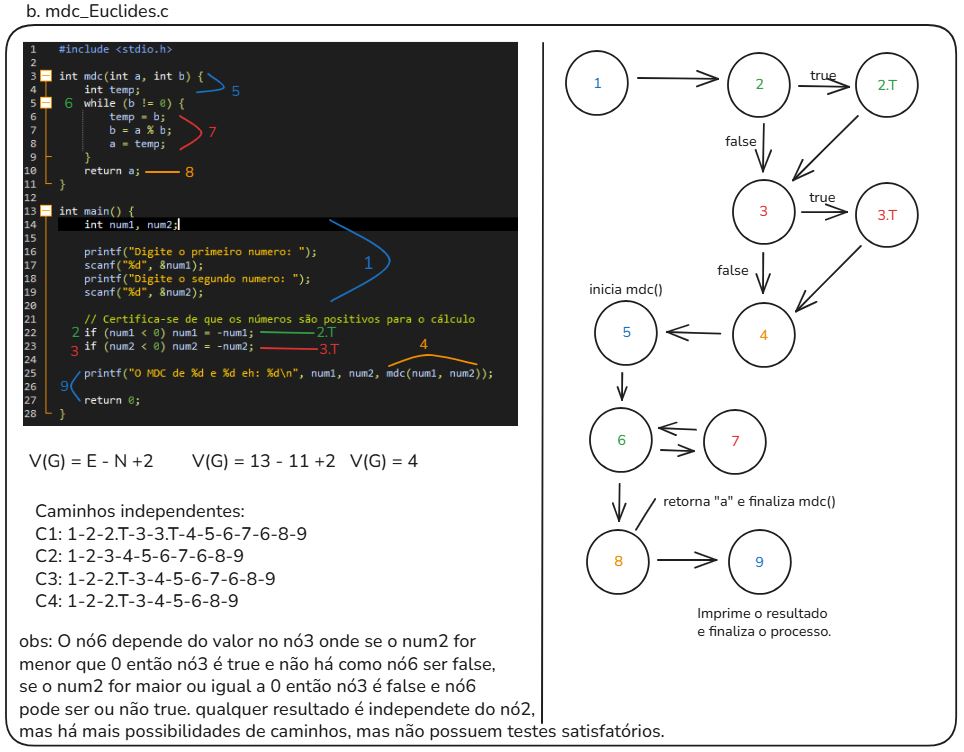 b. mdc_Euclides.c
1 #include <stdio.h>
2
3 int mdc(int a, int b) {
4 int temp; 5
5 6 while (b != 0) {
6 temp = b;
7 b = a % b; 7
8 a = temp;
9 }
10 return a; 8
11 }
12
13 int main() {
14 int num1, num2;
15
16 printf("Digite o primeiro numero: ");
17 scanf("%d", &num1); 1
18 printf("Digite o segundo numero: ");
19 scanf("%d", &num2);
20
21 // Certifica-se de que os números são positivos para o cálculo
22 2 if (num1 < 0) num1 = -num1; 2.T
23 3 if (num2 < 0) num2 = -num2; 3.T
24 4
25 printf("O MDC de %d e %d eh: %d\n", num1, num2, mdc(num1, num2));
26 9
27 return 0;
28 }
V(G) = E - N +2 V(G) = 13 - 11 +2 V(G) = 4
Caminhos independentes:
C1: 1-2-2.T-3-3.T-4-5-6-7-6-8-9
C2: 1-2-3-4-5-6-7-6-8-9
C3: 1-2-2.T-3-4-5-6-7-6-8-9
C4: 1-2-2.T-3-4-5-6-8-9
obs: O nó6 depende do valor no nó3 onde se o num2 for
menor que 0 então nó3 é true e não há como nó6 ser false,
se o num2 for maior ou igual a 0 então nó3 é false e nó6
pode ser ou não true. qualquer resultado é independete do nó2,
mas há mais possibilidades de caminhos, mas não possuem testes satisfatórios.
1
2
true
2.T
false
3
true
3.T
false
inicia mdc()
5
4
6
7
retorna "a" e finaliza mdc()
8
9
Imprime o resultado
e finaliza o processo.